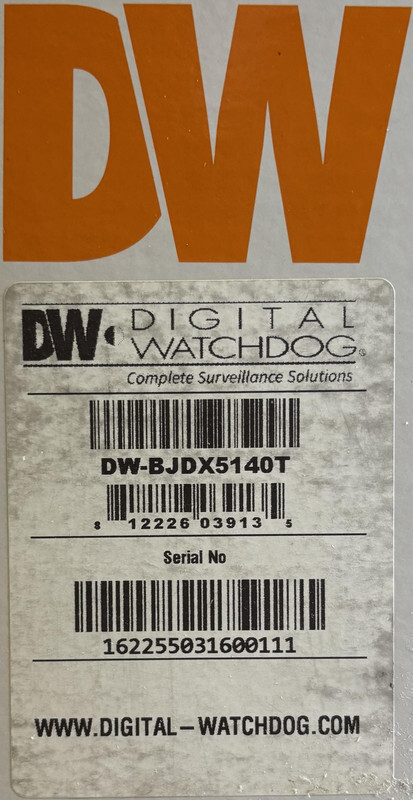 DW
DW DIGITAL
WATCHDOG®
Complete Surveillance Solutions
DW-BJDX5140T
8 12226 03913 5
Serial No
162255031600111
WWW.DIGITAL-WATCHDOG.COM